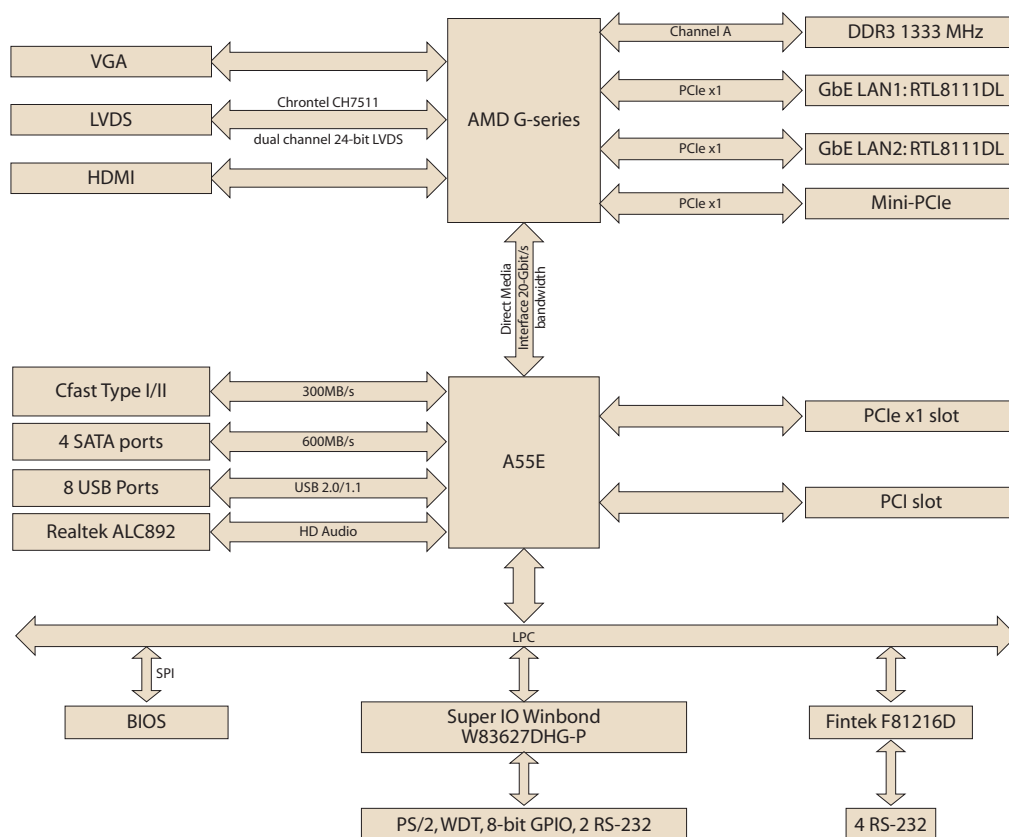 VGA
LVDS
HDMI
Chrontel CH7511
dual channel 24-bit LVDS
AMD G-series
Channel A
PCIe x1
PCIe x1
PCIe x1
DDR3 1333 MHz
GbE LAN1: RTL8111DL
GbE LAN2: RTL8111DL
Mini-PCIe
Direct Media
Interface 20-Gbit/s
bandwidth
Cfast Type I/II
4 SATA ports
8 USB Ports
Realtek ALC892
300MB/s
600MB/s
USB 2.0/1.1
HD Audio
A55E
PCIe x1 slot
PCI slot
LPC
SPI
BIOS
Super IO Winbond
W83627DHG-P
Fintek F81216D
PS/2, WDT, 8-bit GPIO, 2 RS-232
4 RS-232